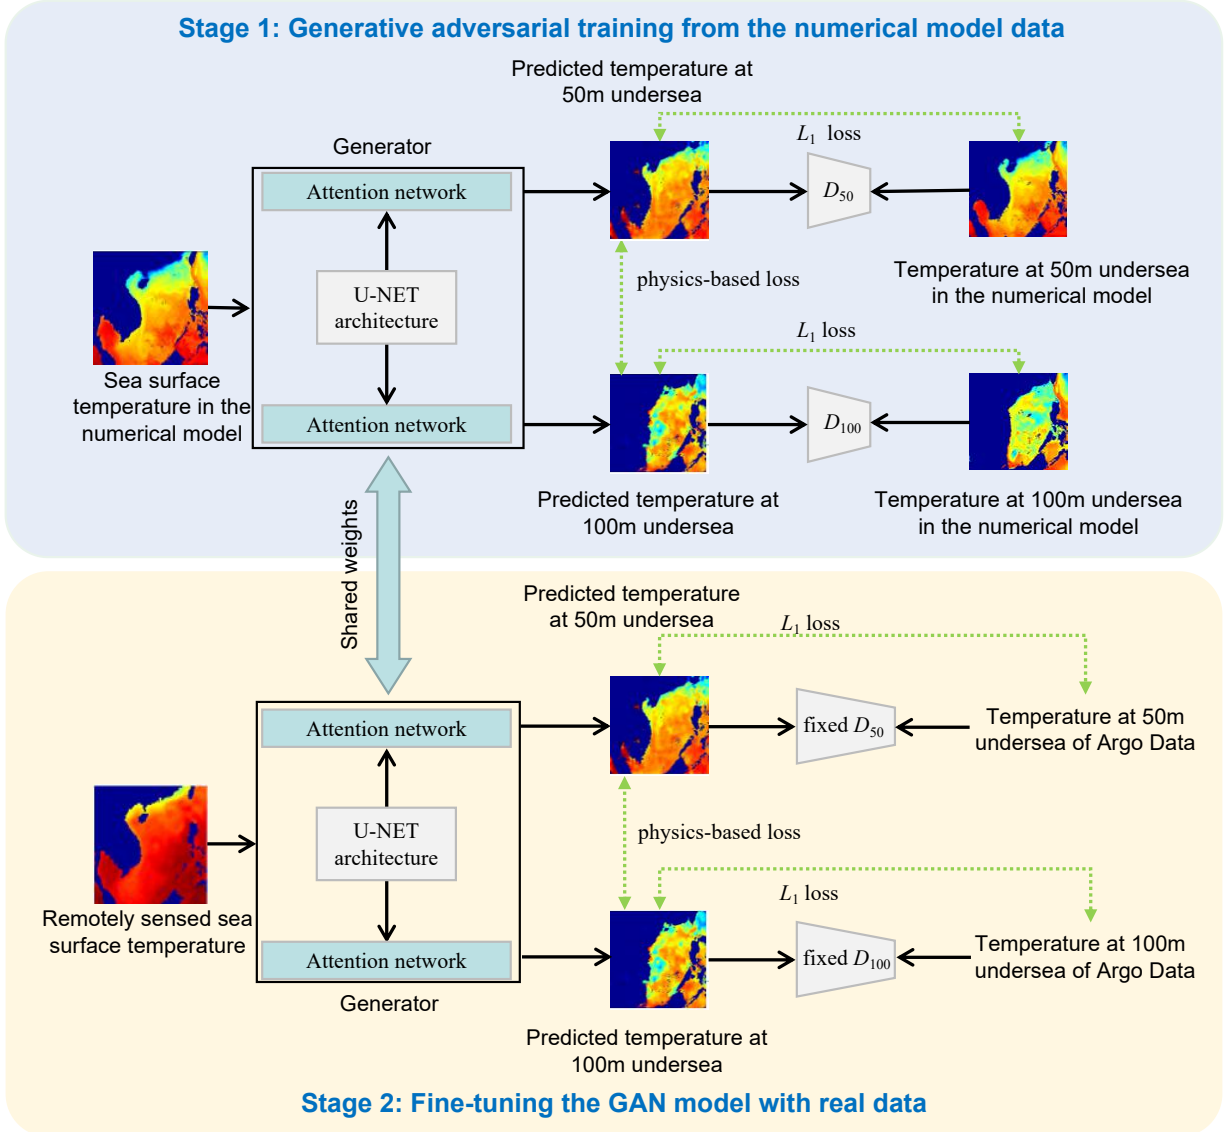 Stage 1: Generative adversarial training from the numerical model data
Predicted temperature at
50m undersea
Generator
Attention network
U-NET
architecture
Attention network
Sea surface
temperature in the
numerical model
L₁ loss
D₅₀
Temperature at 50m undersea
in the numerical model
physics-based loss
L₁ loss
D₁₀₀
Predicted temperature at
100m undersea
Temperature at 100m undersea
in the numerical model
Shared weights
Predicted temperature
at 50m undersea
L₁ loss
Attention network
U-NET
architecture
Attention network
Generator
Remotely sensed sea
surface temperature
fixed D₅₀
Temperature at 50m
undersea of Argo Data
physics-based loss
L₁ loss
fixed D₁₀₀
Temperature at 100m
undersea of Argo Data
Predicted temperature at
100m undersea
Stage 2: Fine-tuning the GAN model with real data